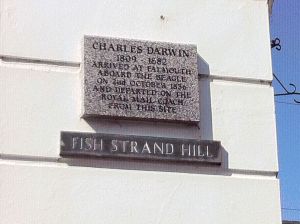 CHARLES DARWIN
1809 - 1882
ARRIVED AT FALMOUTH
ABOARD THE BEAGLE
ON 2ND OCTOBER 1836
AND DEPARTED ON THE
ROYAL MAIL COACH
FROM THIS SITE
FISH STRAND HILL